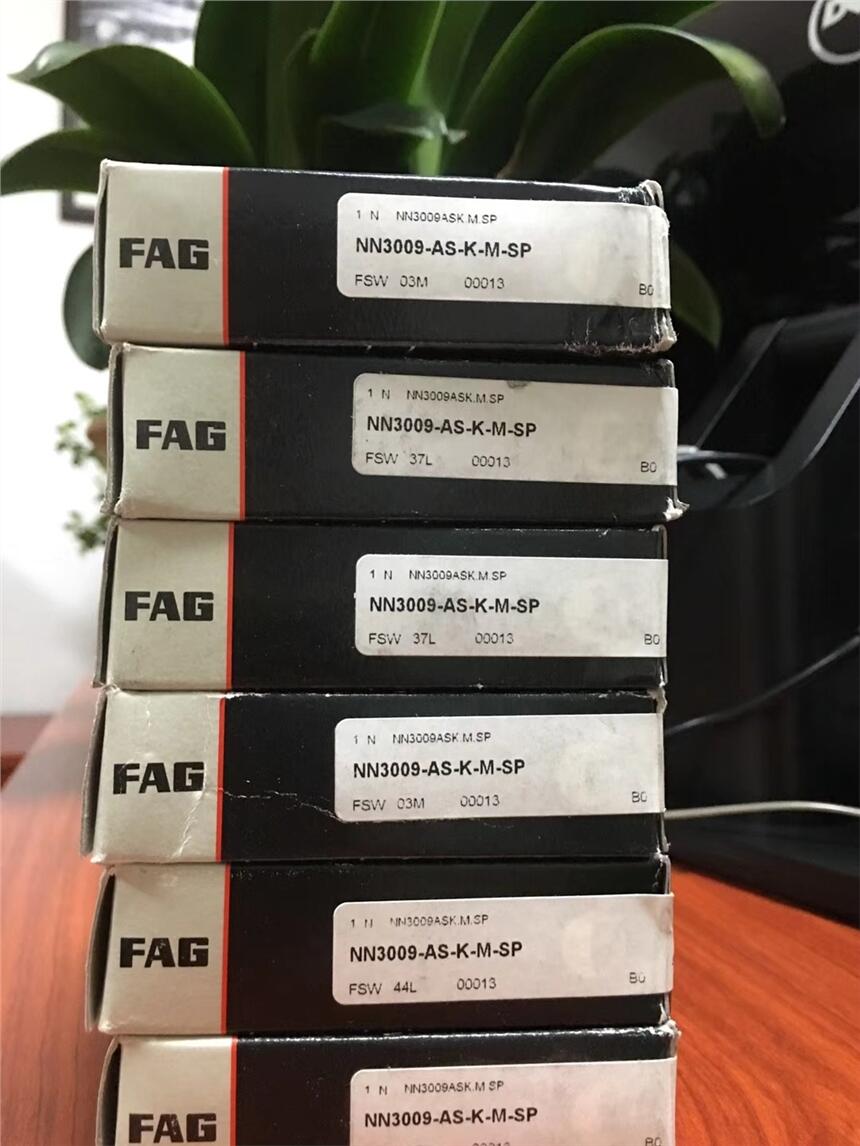 FAG
1 N NN3009ASK.M.SP
NN3009-AS-K-M-SP
FSW 03M 00013
B0
FAG
1 N NN3009ASK.M.SP
NN3009-AS-K-M-SP
FSW 37L 00013
B0
FAG
1 N NN3009ASK.M.SP
NN3009-AS-K-M-SP
FSW 37L 00013
B0
FAG
1 N NN3009ASK.M.SP
NN3009-AS-K-M-SP
FSW 03M 00013
B0
FAG
1 N NN3009ASK.M.SP
NN3009-AS-K-M-SP
FSW 44L 00013
B0
FAG
1 N NN3009ASK.M.SP
NN3009-AS-K-M-SP